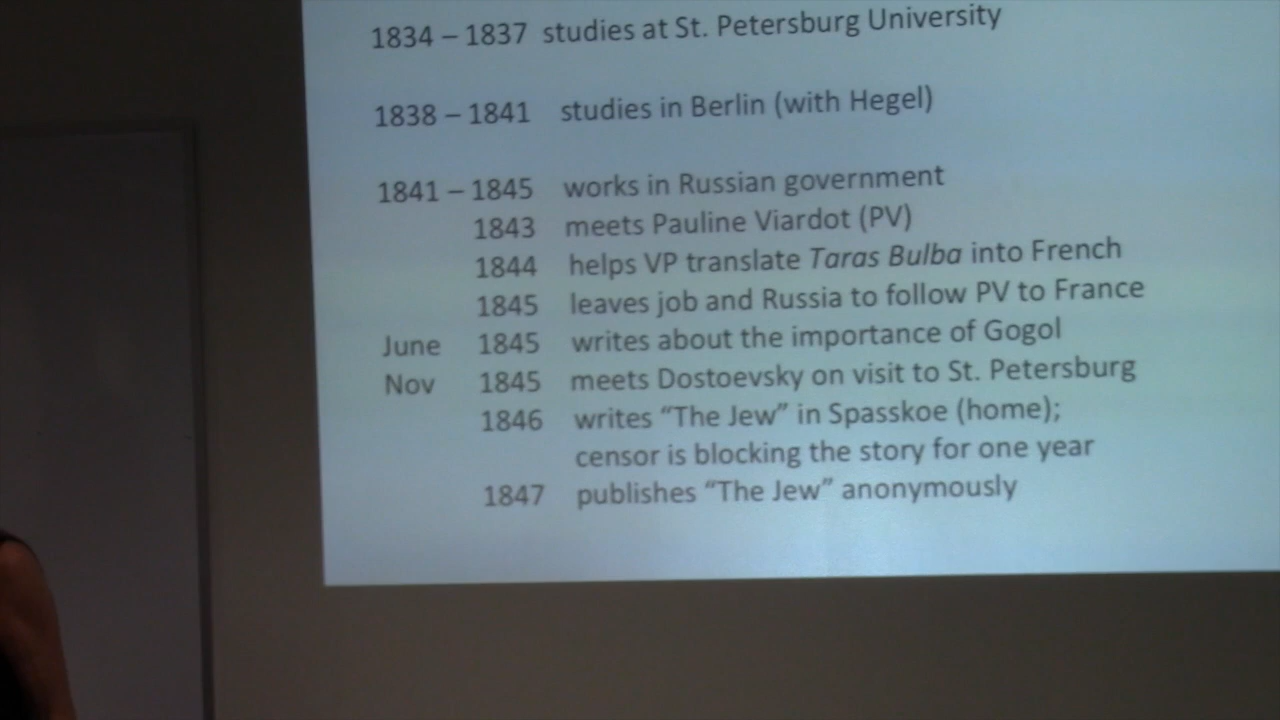 1834 – 1837 studies at St. Petersburg University
1838 – 1841 studies in Berlin (with Hegel)
1841 – 1845 works in Russian government
1843 meets Pauline Viardot (PV)
1844 helps VP translate Taras Bulba into French
1845 leaves job and Russia to follow PV to France
June 1845 writes about the importance of Gogol
Nov 1845 meets Dostoevsky on visit to St. Petersburg
1846 writes “The Jew” in Spasskoe (home);
censor is blocking the story for one year
1847 publishes “The Jew” anonymously